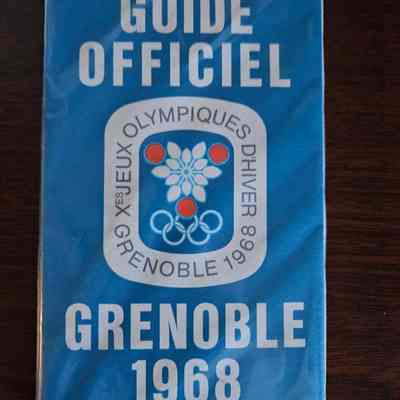 GUIDE
OFFICIEL
XES JEUX OLYMPIQUES D'HIVER
GRENOBLE 1968
GRENOBLE
1968